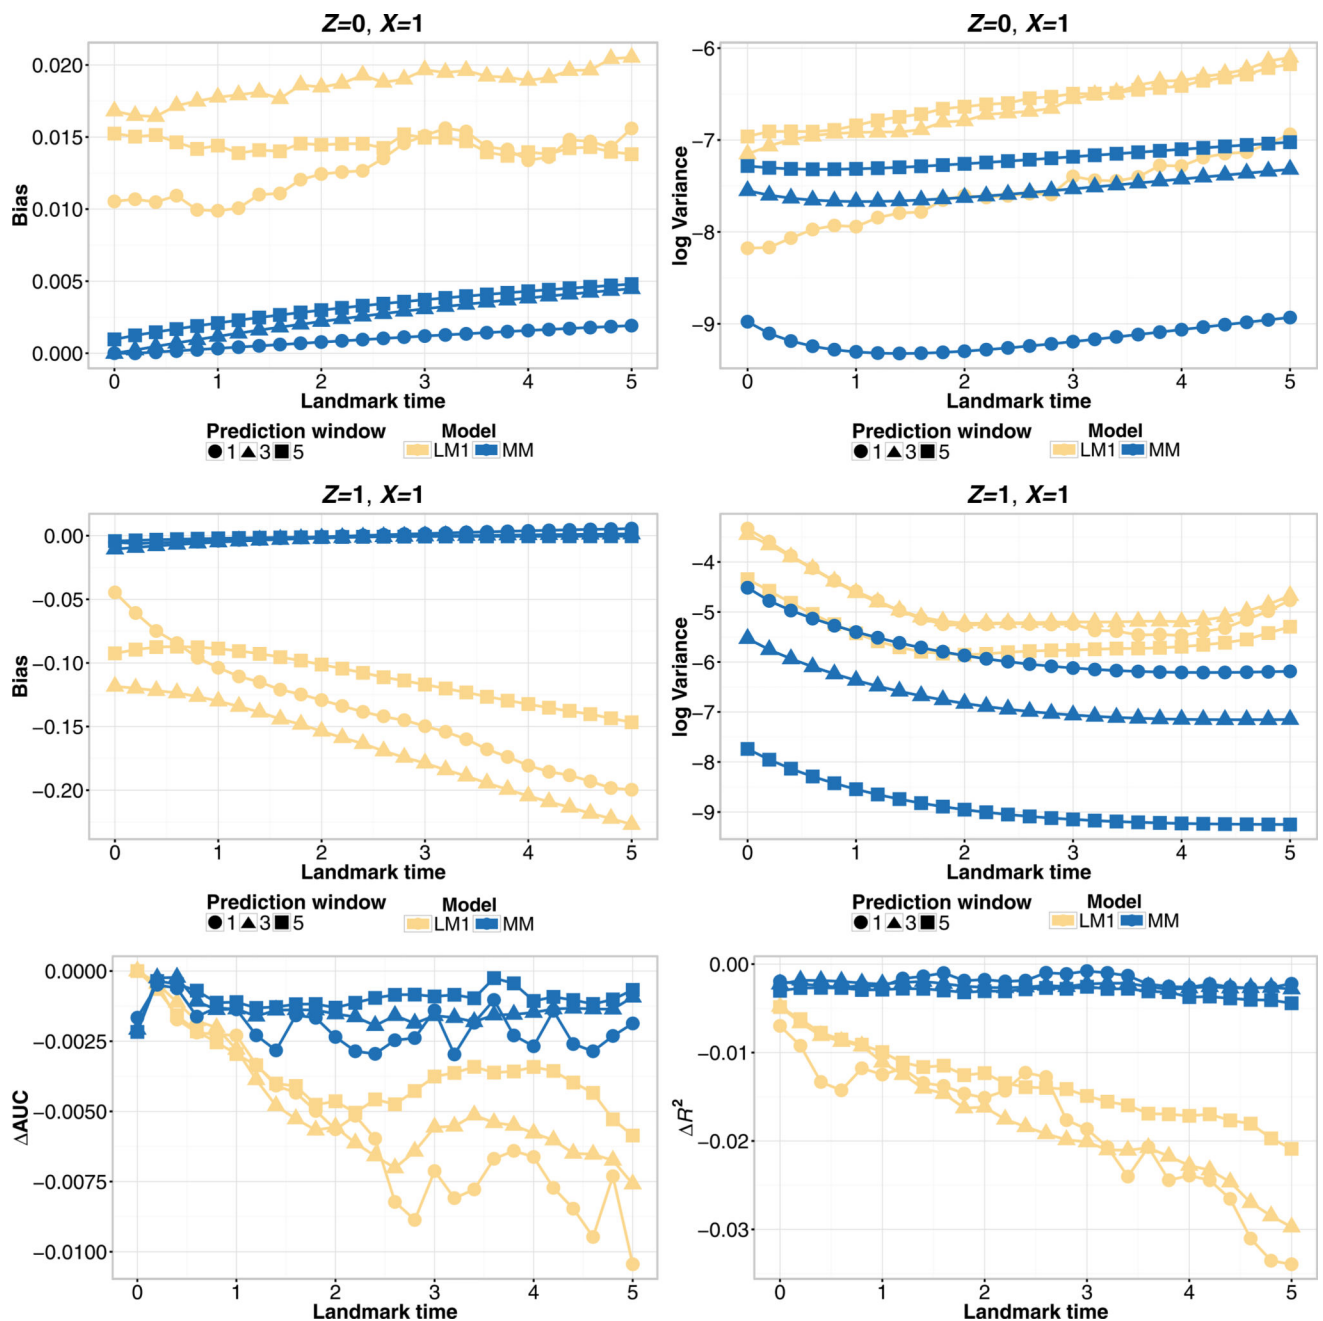 Z=0, X=1
Bias
0.020
0.015
0.010
0.005
0.000
0 1 2 3 4 5
Landmark time
Prediction window
1 3 5
Model
LM1 MM
Z=0, X=1
log Variance
−6
−7
−8
−9
0 1 2 3 4 5
Landmark time
Prediction window
1 3 5
Model
LM1 MM
Z=1, X=1
Bias
0.00
−0.05
−0.10
−0.15
−0.20
0 1 2 3 4 5
Landmark time
Prediction window
1 3 5
Model
LM1 MM
Z=1, X=1
log Variance
−4
−5
−6
−7
−8
−9
0 1 2 3 4 5
Landmark time
Prediction window
1 3 5
Model
LM1 MM
ΔAUC
0.0000
−0.0025
−0.0050
−0.0075
−0.0100
0 1 2 3 4 5
Landmark time
ΔR²
0.00
−0.01
−0.02
−0.03
0 1 2 3 4 5
Landmark time